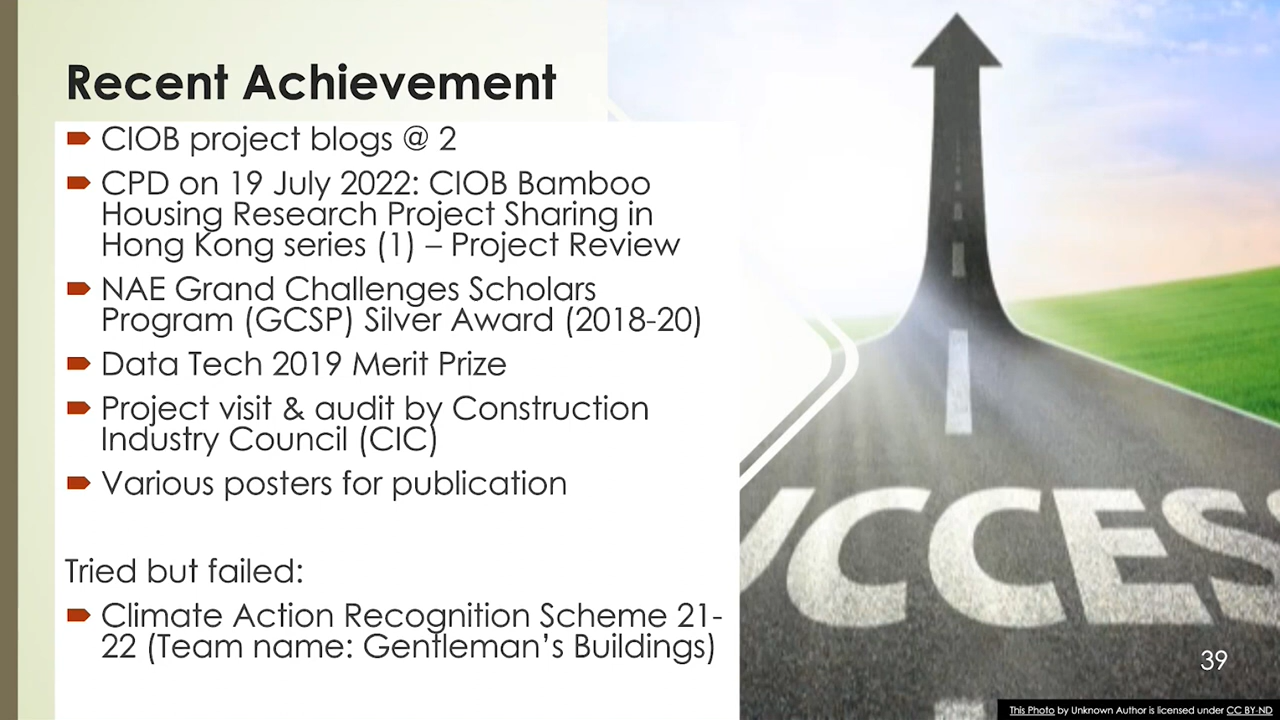 Recent Achievement
CIOB project blogs @ 2
CPD on 19 July 2022: CIOB Bamboo
Housing Research Project Sharing in
Hong Kong series (1) – Project Review
NAE Grand Challenges Scholars
Program (GCSP) Silver Award (2018-20)
Data Tech 2019 Merit Prize
Project visit & audit by Construction
Industry Council (CIC)
Various posters for publication
Tried but failed:
Climate Action Recognition Scheme 21-
22 (Team name: Gentleman’s Buildings)
UCCES
39
This Photo by Unknown Author is licensed under CC BY-ND